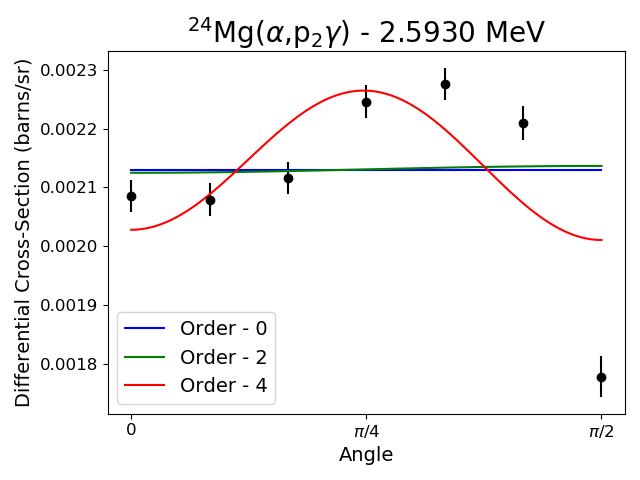 ²⁴Mg(α,p₂γ) - 2.5930 MeV
Differential Cross-Section (barns/sr)
0.0023
0.0022
0.0021
0.0020
0.0019
0.0018
Order - 0
Order - 2
Order - 4
0
π/4
π/2
Angle